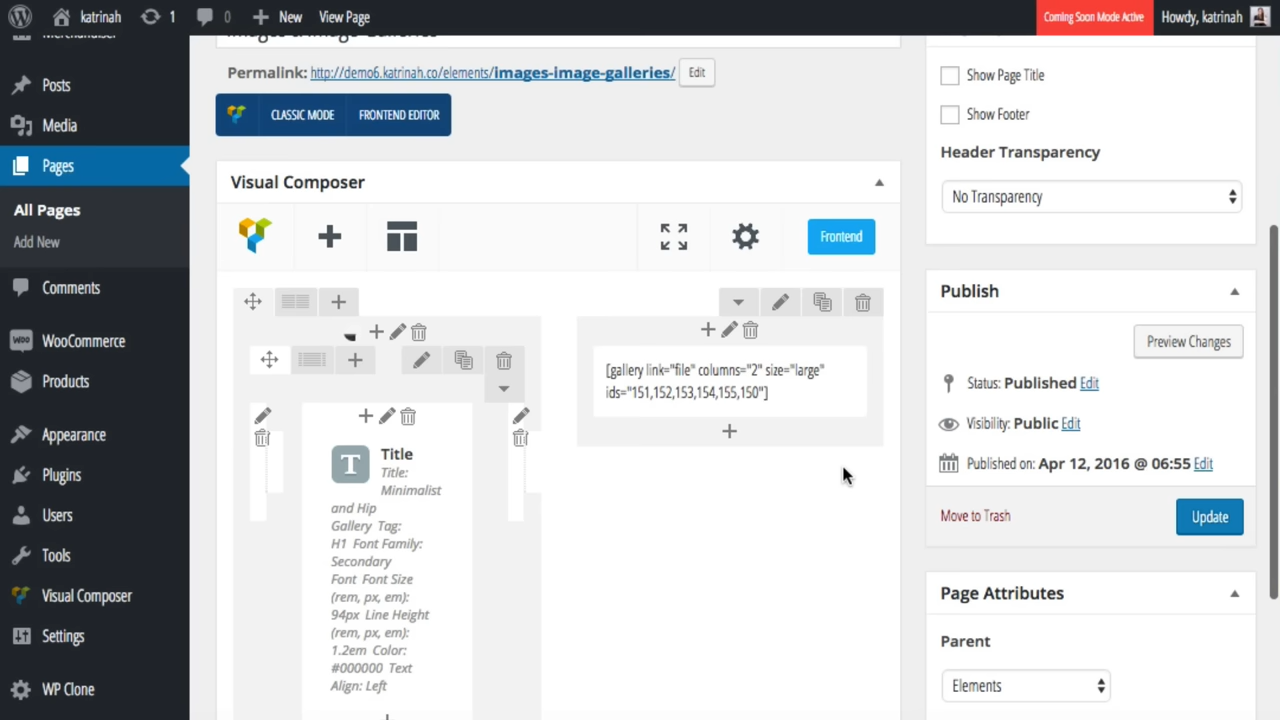 katrinah
1
0
New
View Page
Coming Soon Mode Active
Howdy, katrinah
Merchandiser
Posts
Media
Pages
All Pages
Add New
Comments
WooCommerce
Products
Appearance
Plugins
Users
Tools
Visual Composer
Settings
WP Clone
Permalink: http://demo6.katrinah.co/elements/images-image-galleries/
Edit
CLASSIC MODE
FRONTEND EDITOR
Visual Composer
Frontend
Title
Title:
Minimalist
and Hip
Gallery Tag:
H1 Font Family:
Secondary
Font Font Size
(rem, px, em):
94px Line Height
(rem, px, em):
1.2em Color:
#000000 Text
Align: Left
[gallery link="file" columns="2" size="large"
ids="151,152,153,154,155,150"]
Show Page Title
Show Footer
Header Transparency
No Transparency
Publish
Preview Changes
Status: Published Edit
Visibility: Public Edit
Published on: Apr 12, 2016 @ 06:55 Edit
Move to Trash
Update
Page Attributes
Parent
Elements